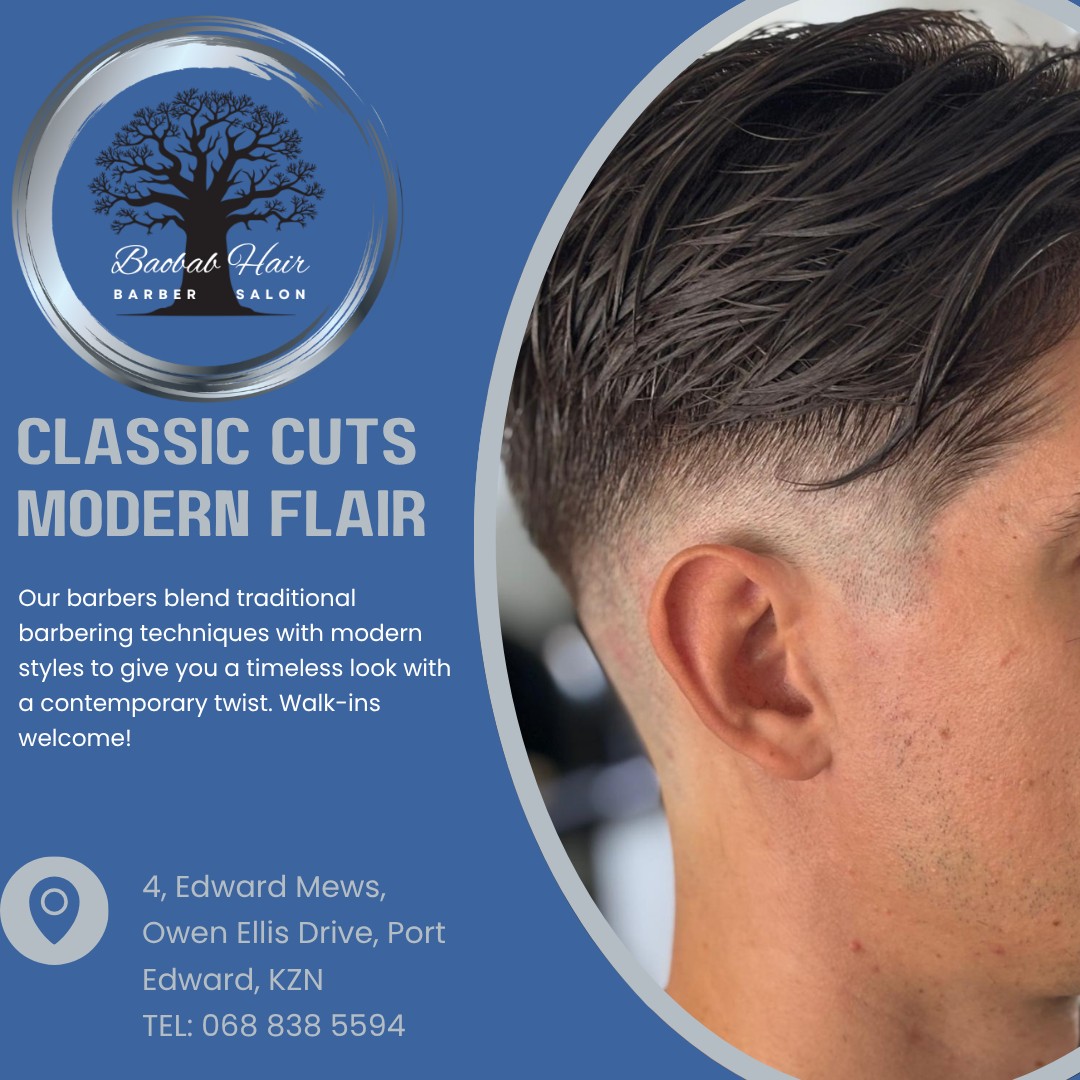 Baobab Hair
BARBER SALON
CLASSIC CUTS
MODERN FLAIR
Our barbers blend traditional
barbering techniques with modern
styles to give you a timeless look with
a contemporary twist. Walk-ins
welcome!
4, Edward Mews,
Owen Ellis Drive, Port
Edward, KZN
TEL: 068 838 5594